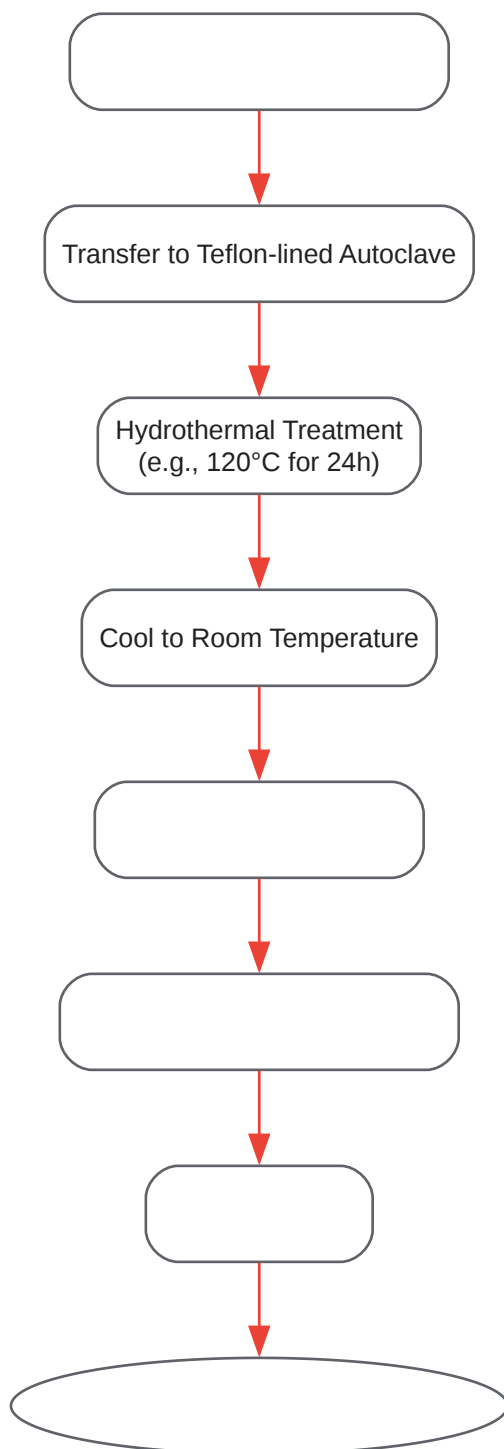 Transfer to Teflon-lined Autoclave
Hydrothermal Treatment
(e.g., 120°C for 24h)
Cool to Room Temperature